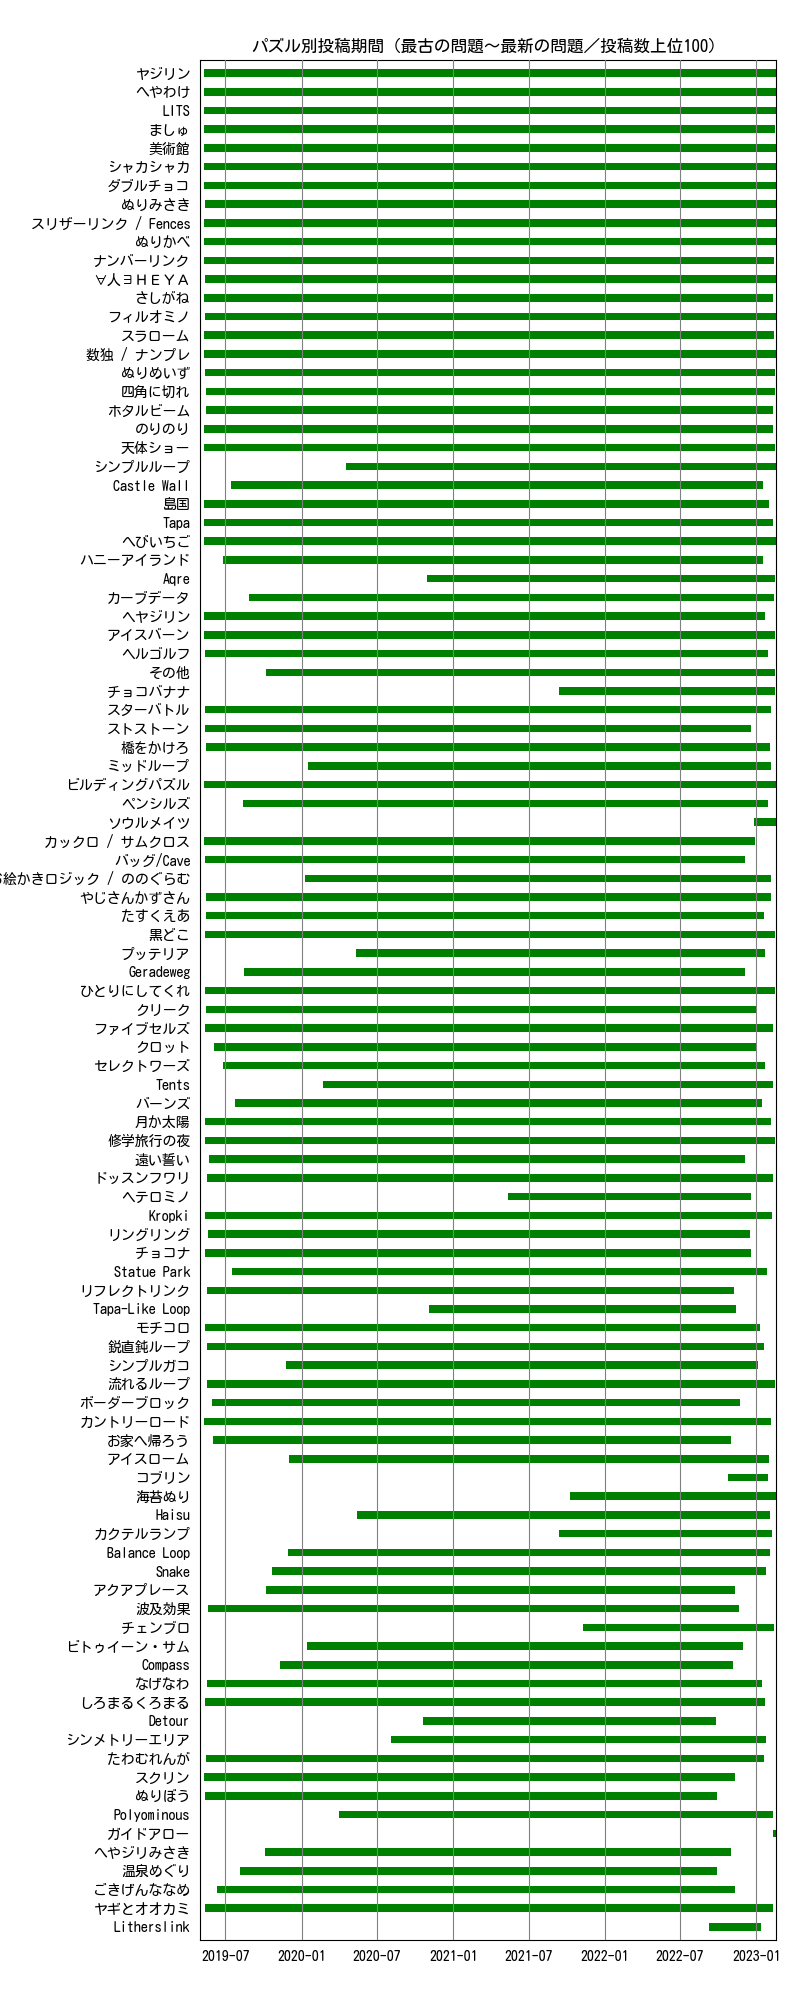 パズル別投稿期間（最古の問題～最新の問題／投稿数上位100）
ヤジリン
へやわけ
LITS
ましゅ
美術館
シャカシャカ
ダブルチョコ
ぬりみさき
スリザーリンク / Fences
ぬりかべ
ナンバーリンク
∀人ヨＨＥＹＡ
さしがね
フィルオミノ
スラローム
数独 / ナンプレ
ぬりめいず
四角に切れ
ホタルビーム
のりのり
天体ショー
シンプルループ
Castle Wall
島国
Tapa
へびいちご
ハニーアイランド
Aqre
カーブデータ
ヘヤジリン
アイスバーン
ヘルゴルフ
その他
チョコバナナ
スターバトル
ストストーン
橋をかけろ
ミッドループ
ビルディングパズル
ペンシルズ
ソウルメイツ
カックロ / サムクロス
バッグ/Cave
絵かきロジック / ののぐらむ
やじさんかずさん
たすくえあ
黒どこ
プッテリア
Geradeweg
ひとりにしてくれ
クリーク
ファイブセルズ
クロット
セレクトワーズ
Tents
バーンズ
月か太陽
修学旅行の夜
遠い誓い
ドッスンフワリ
ヘテロミノ
Kropki
リングリング
チョコナ
Statue Park
リフレクトリンク
Tapa-Like Loop
モチコロ
鋭直鈍ループ
シンプルガコ
流れるループ
ボーダーブロック
カントリーロード
お家へ帰ろう
アイスローム
コブリン
海苔ぬり
Haisu
カクテルランプ
Balance Loop
Snake
アクアプレース
波及効果
チェンブロ
ビトゥイーン・サム
Compass
なげなわ
しろまるくろまる
Detour
シンメトリーエリア
たわむれんが
スクリン
ぬりぼう
Polyominous
ガイドアロー
へやジリみさき
温泉めぐり
ごきげんななめ
ヤギとオオカミ
Litherslink
2019-07 2020-01 2020-07 2021-01 2021-07 2022-01 2022-07 2023-01